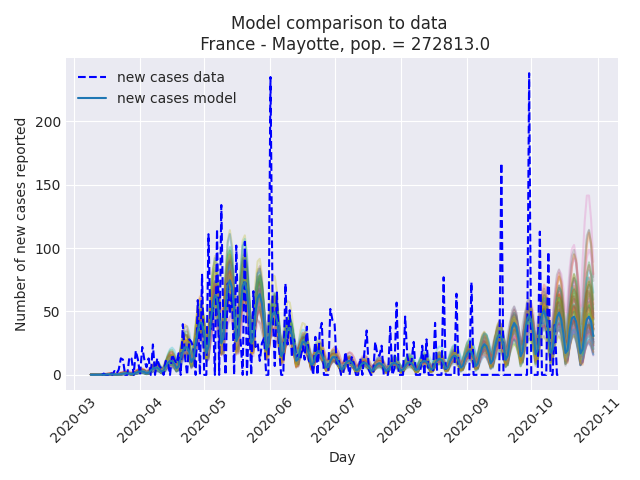 Model comparison to data
France - Mayotte, pop. = 272813.0
new cases data
new cases model
Number of new cases reported
200
150
100
50
0
2020-03
2020-04
2020-05
2020-06
2020-07
2020-08
2020-09
2020-10
2020-11
Day